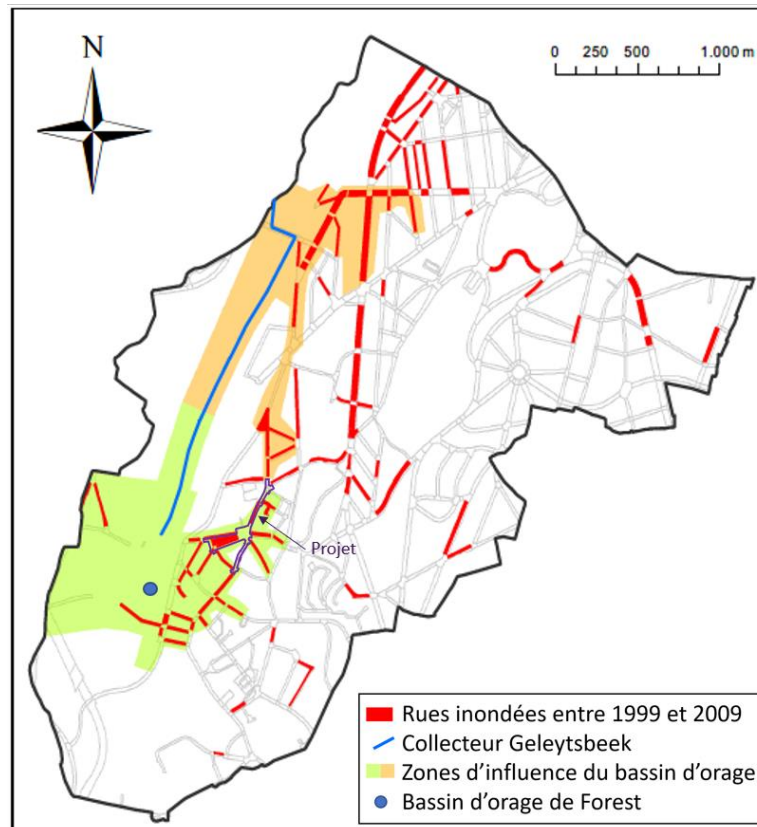 N
0 250 500 1.000 m
Projet
Rues inondées entre 1999 et 2009
Collecteur Geleytsbeek
Zones d'influence du bassin d'orage
Bassin d'orage de Forest